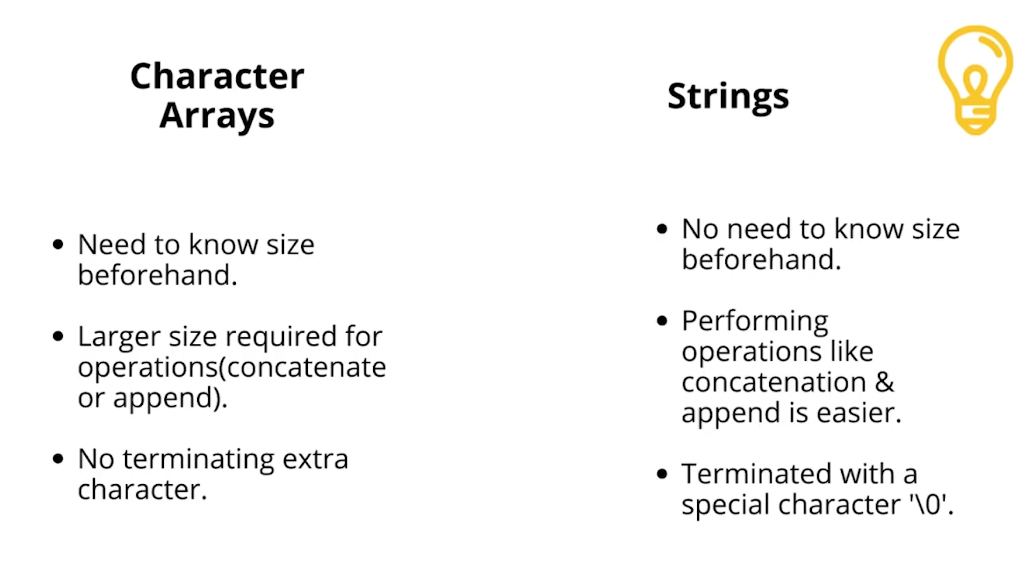 Character
Arrays
• Need to know size
beforehand.
• Larger size required for
operations(concatenate
or append).
• No terminating extra
character.
Strings
• No need to know size
beforehand.
• Performing
operations like
concatenation &
append is easier.
• Terminated with a
special character '\0'.